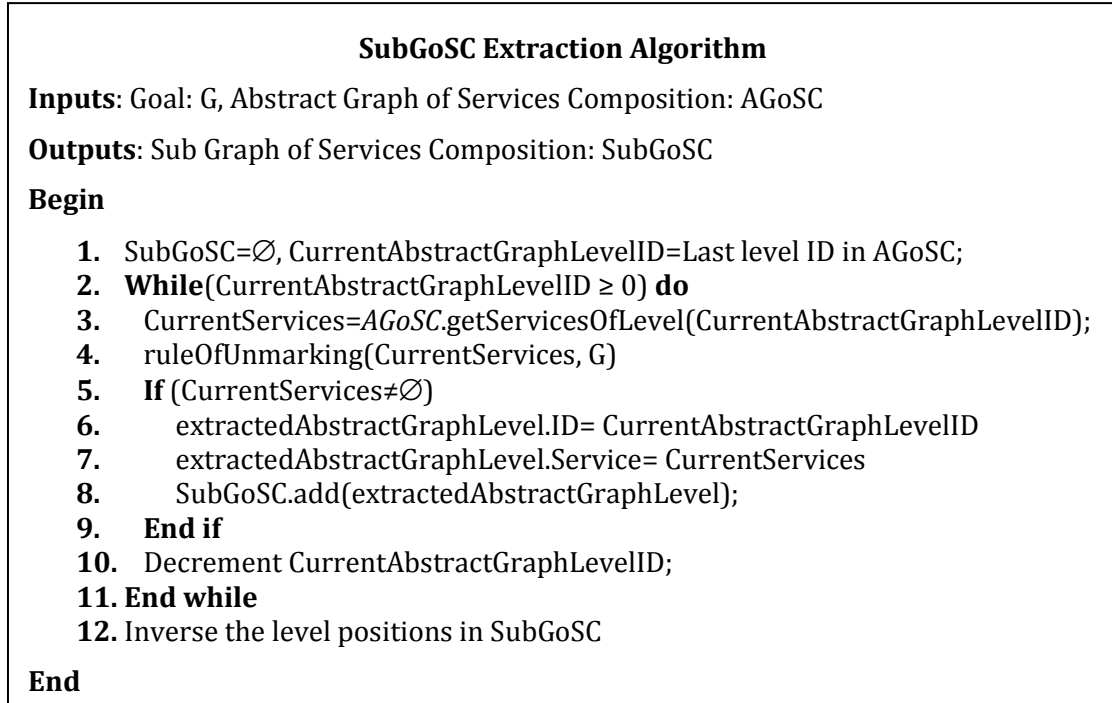 SubGoSC Extraction Algorithm
Inputs: Goal: G, Abstract Graph of Services Composition: AGoSC
Outputs: Sub Graph of Services Composition: SubGoSC
Begin
1. SubGoSC=∅, CurrentAbstractGraphLevelID=Last level ID in AGoSC;
2. While(CurrentAbstractGraphLevelID ≥ 0) do
3. CurrentServices=AGoSC.getServicesOfLevel(CurrentAbstractGraphLevelID);
4. ruleOfUnmarking(CurrentServices, G)
5. If (CurrentServices≠∅)
6. extractedAbstractGraphLevel.ID= CurrentAbstractGraphLevelID
7. extractedAbstractGraphLevel.Service= CurrentServices
8. SubGoSC.add(extractedAbstractGraphLevel);
9. End if
10. Decrement CurrentAbstractGraphLevelID;
11. End while
12. Inverse the level positions in SubGoSC
End